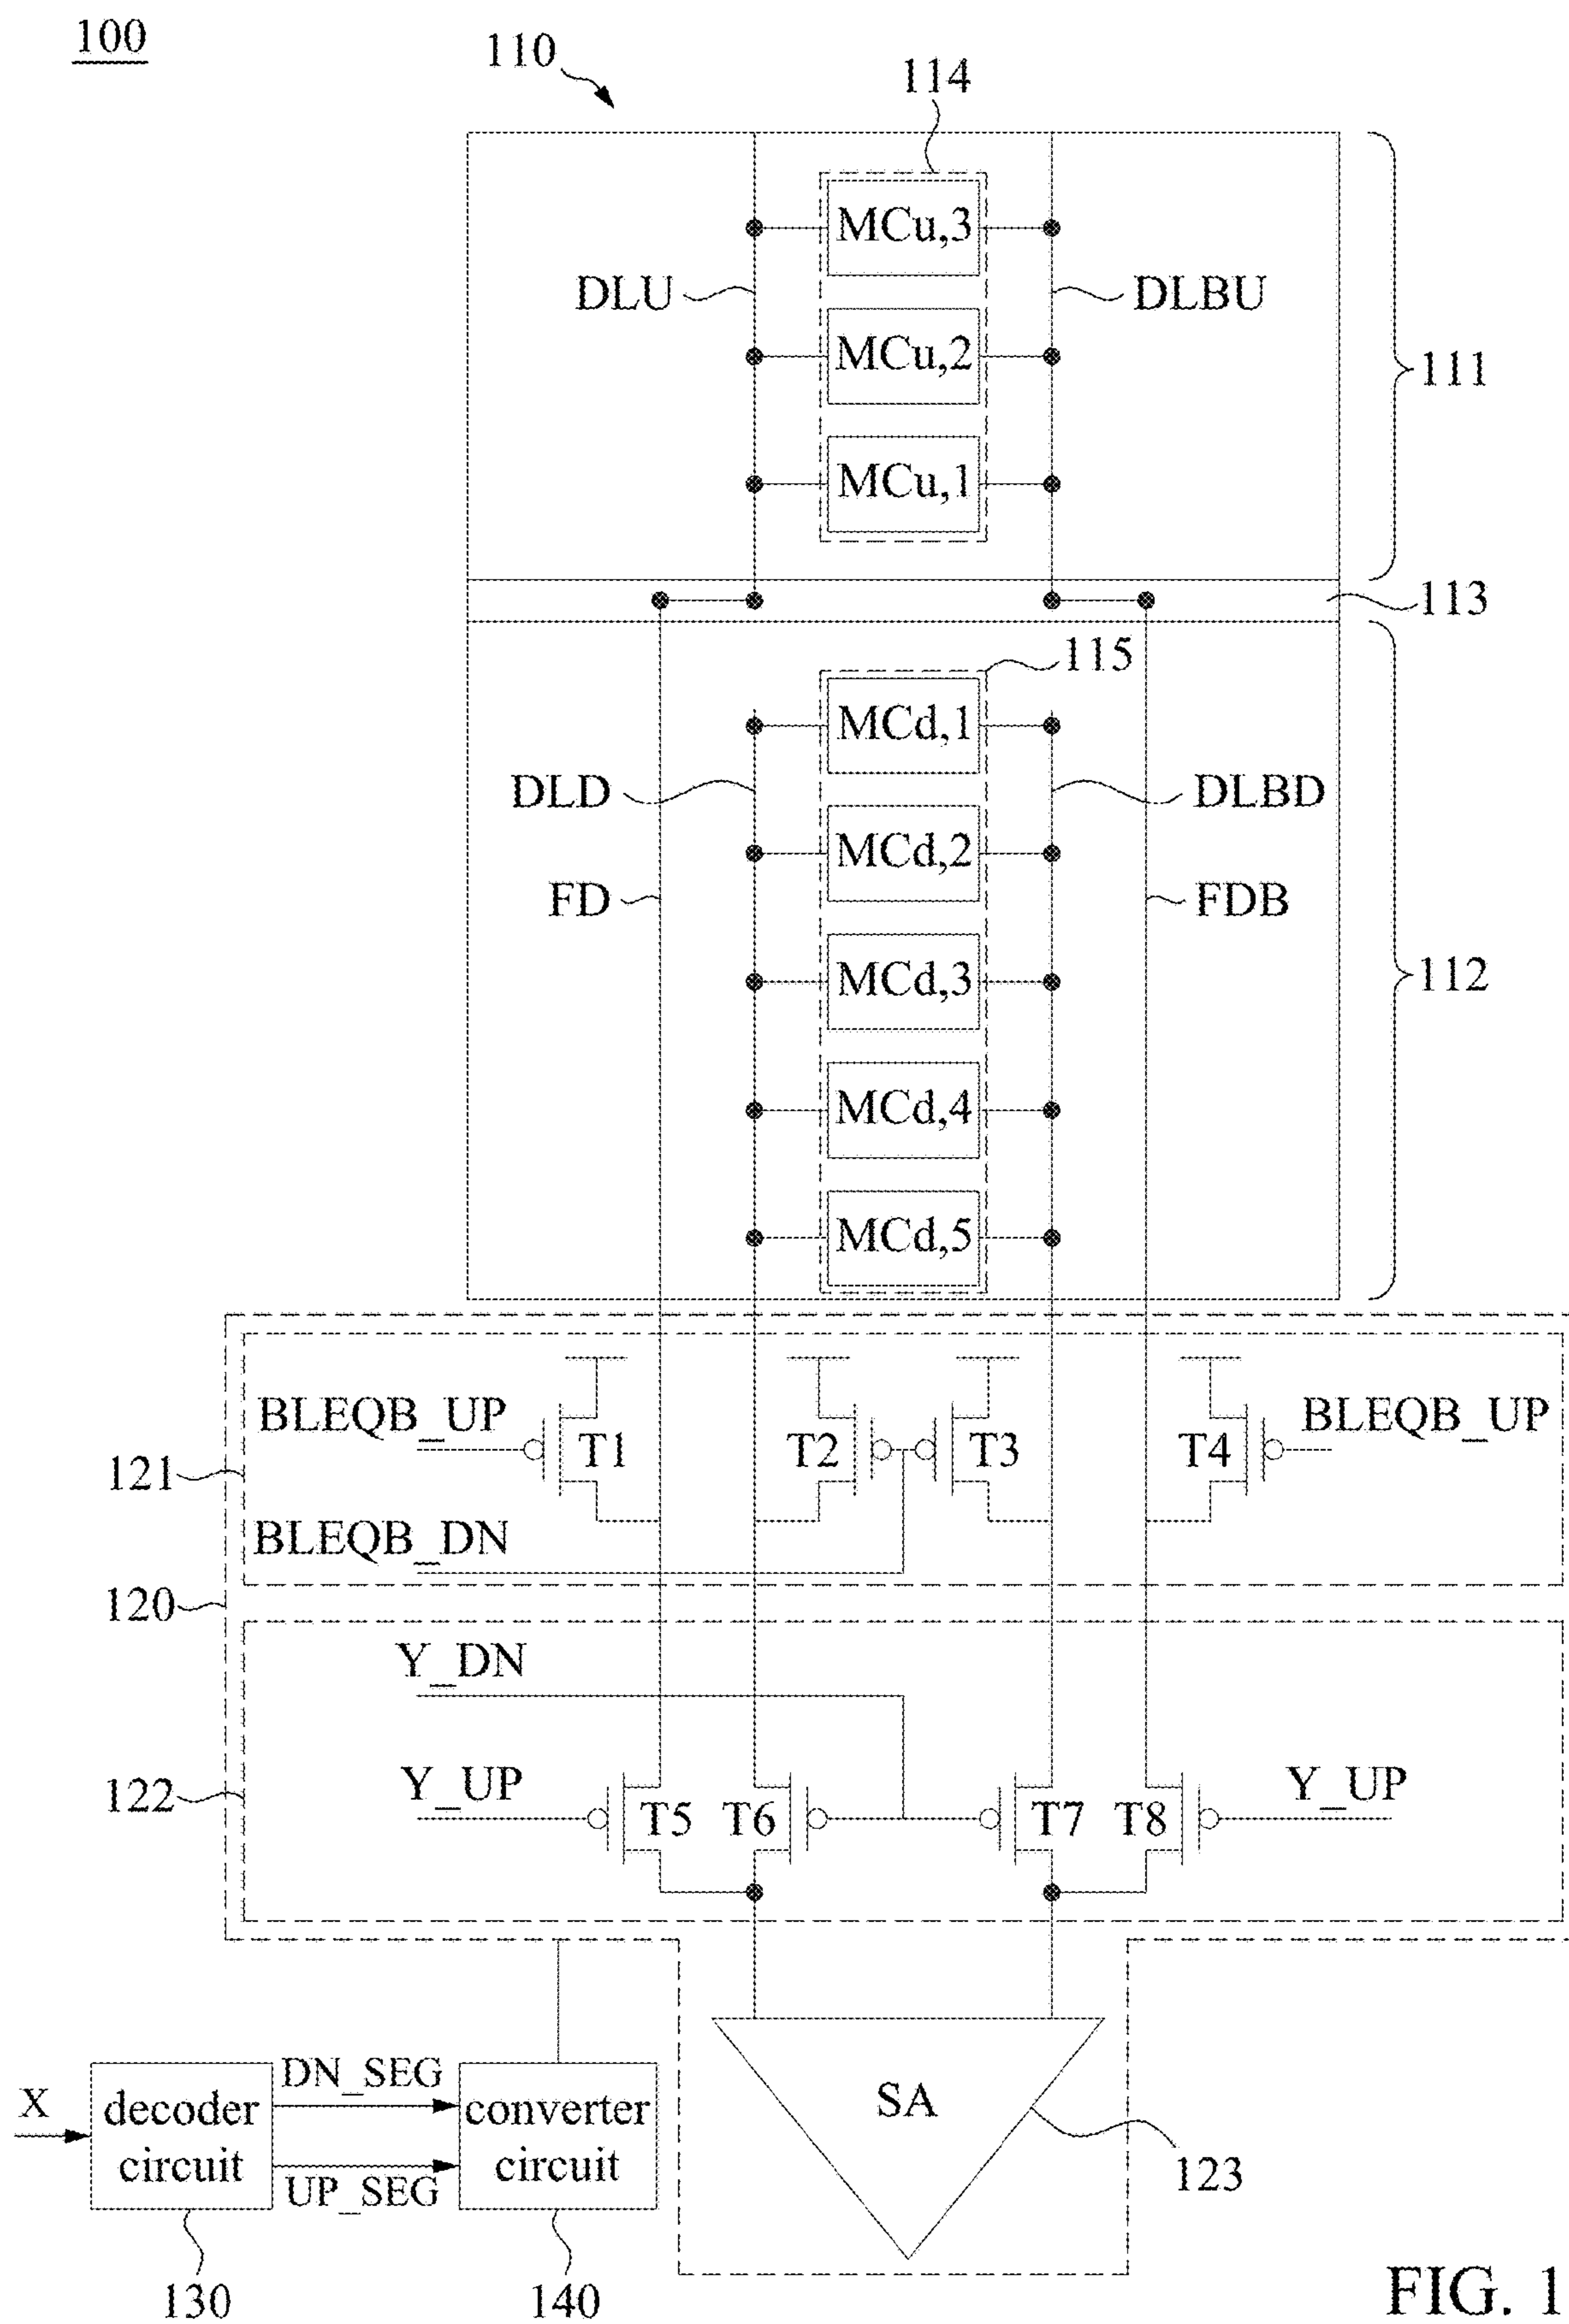 100
110
114
MCu,3
DLU
DLBU
MCu,2
111
MCu,1
113
115
MCd,1
DLD
DLBD
MCd,2
FD
FDB
MCd,3
112
MCd,4
MCd,5
BLEQB_UP
BLEQB_UP
T1
T2
T3
T4
121
BLEQB_DN
120
Y_DN
122
Y_UP
Y_UP
T5
T6
T7
T8
DN_SEG
SA
X
decoder
circuit
converter
circuit
UP_SEG
123
130
140
FIG. 1